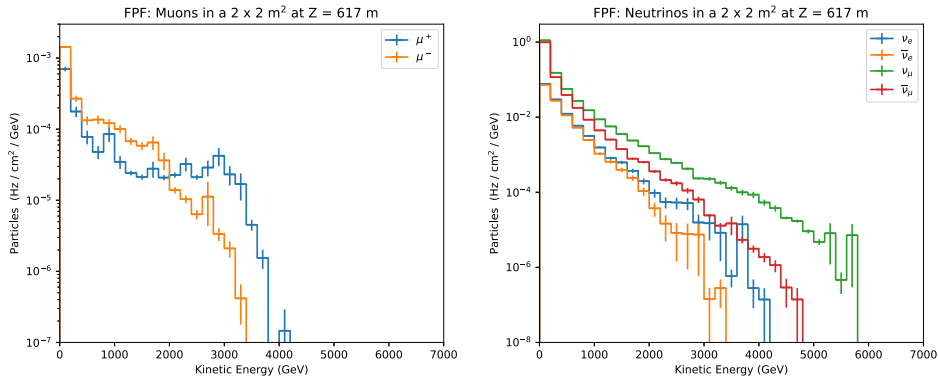 FPF: Muons in a 2 x 2 m² at Z = 617 m
μ⁺
μ⁻
Particles (Hz / cm² / GeV)
10⁻³
10⁻⁴
10⁻⁵
10⁻⁶
10⁻⁷
0 1000 2000 3000 4000 5000 6000 7000
Kinetic Energy (GeV)
FPF: Neutrinos in a 2 x 2 m² at Z = 617 m
νₑ
ν̅ₑ
ν_μ
ν̅_μ
Particles (Hz / cm² / GeV)
10⁰
10⁻²
10⁻⁴
10⁻⁶
10⁻⁸
0 1000 2000 3000 4000 5000 6000 7000
Kinetic Energy (GeV)